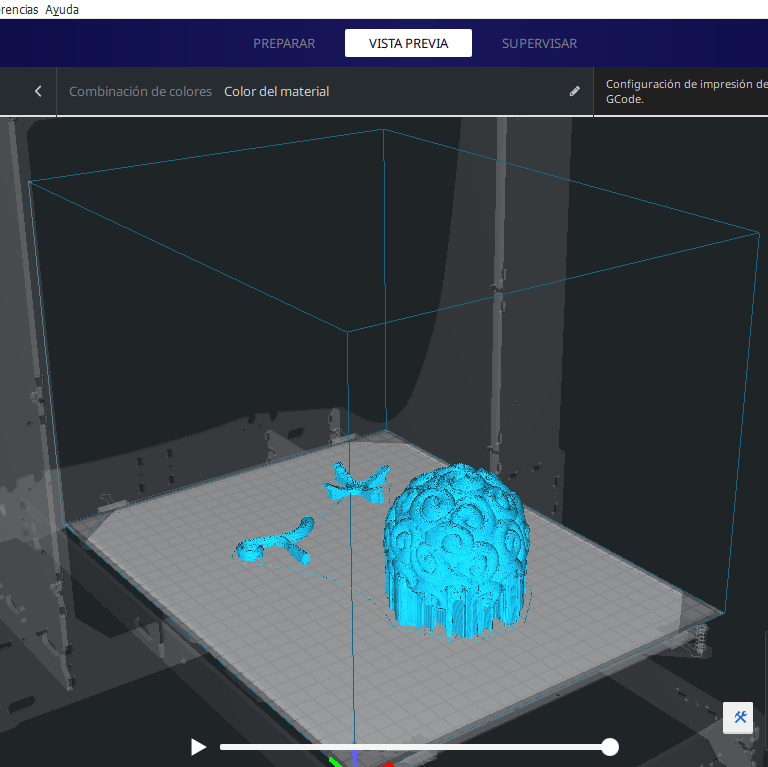 rencias Ayuda
PREPARAR VISTA PREVIA SUPERVISAR
Combinación de colores Color del material
Configuración de impresión de
GCode.